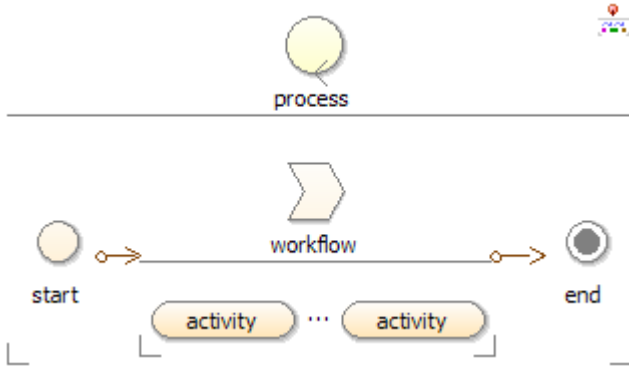 process
workflow
start
end
activity ... activity